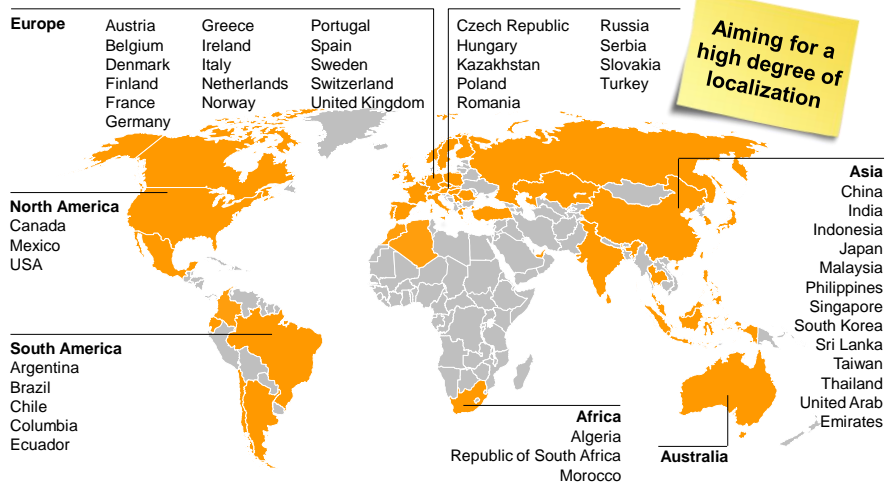 Europe
Austria
Belgium
Denmark
Finland
France
Germany
Greece
Ireland
Italy
Netherlands
Norway
Portugal
Spain
Sweden
Switzerland
United Kingdom
Czech Republic
Hungary
Kazakhstan
Poland
Romania
Russia
Serbia
Slovakia
Turkey
Aiming for a
high degree of
localization
North America
Canada
Mexico
USA
South America
Argentina
Brazil
Chile
Columbia
Ecuador
Africa
Algeria
Republic of South Africa
Morocco
Australia
Asia
China
India
Indonesia
Japan
Malaysia
Philippines
Singapore
South Korea
Sri Lanka
Taiwan
Thailand
United Arab
Emirates